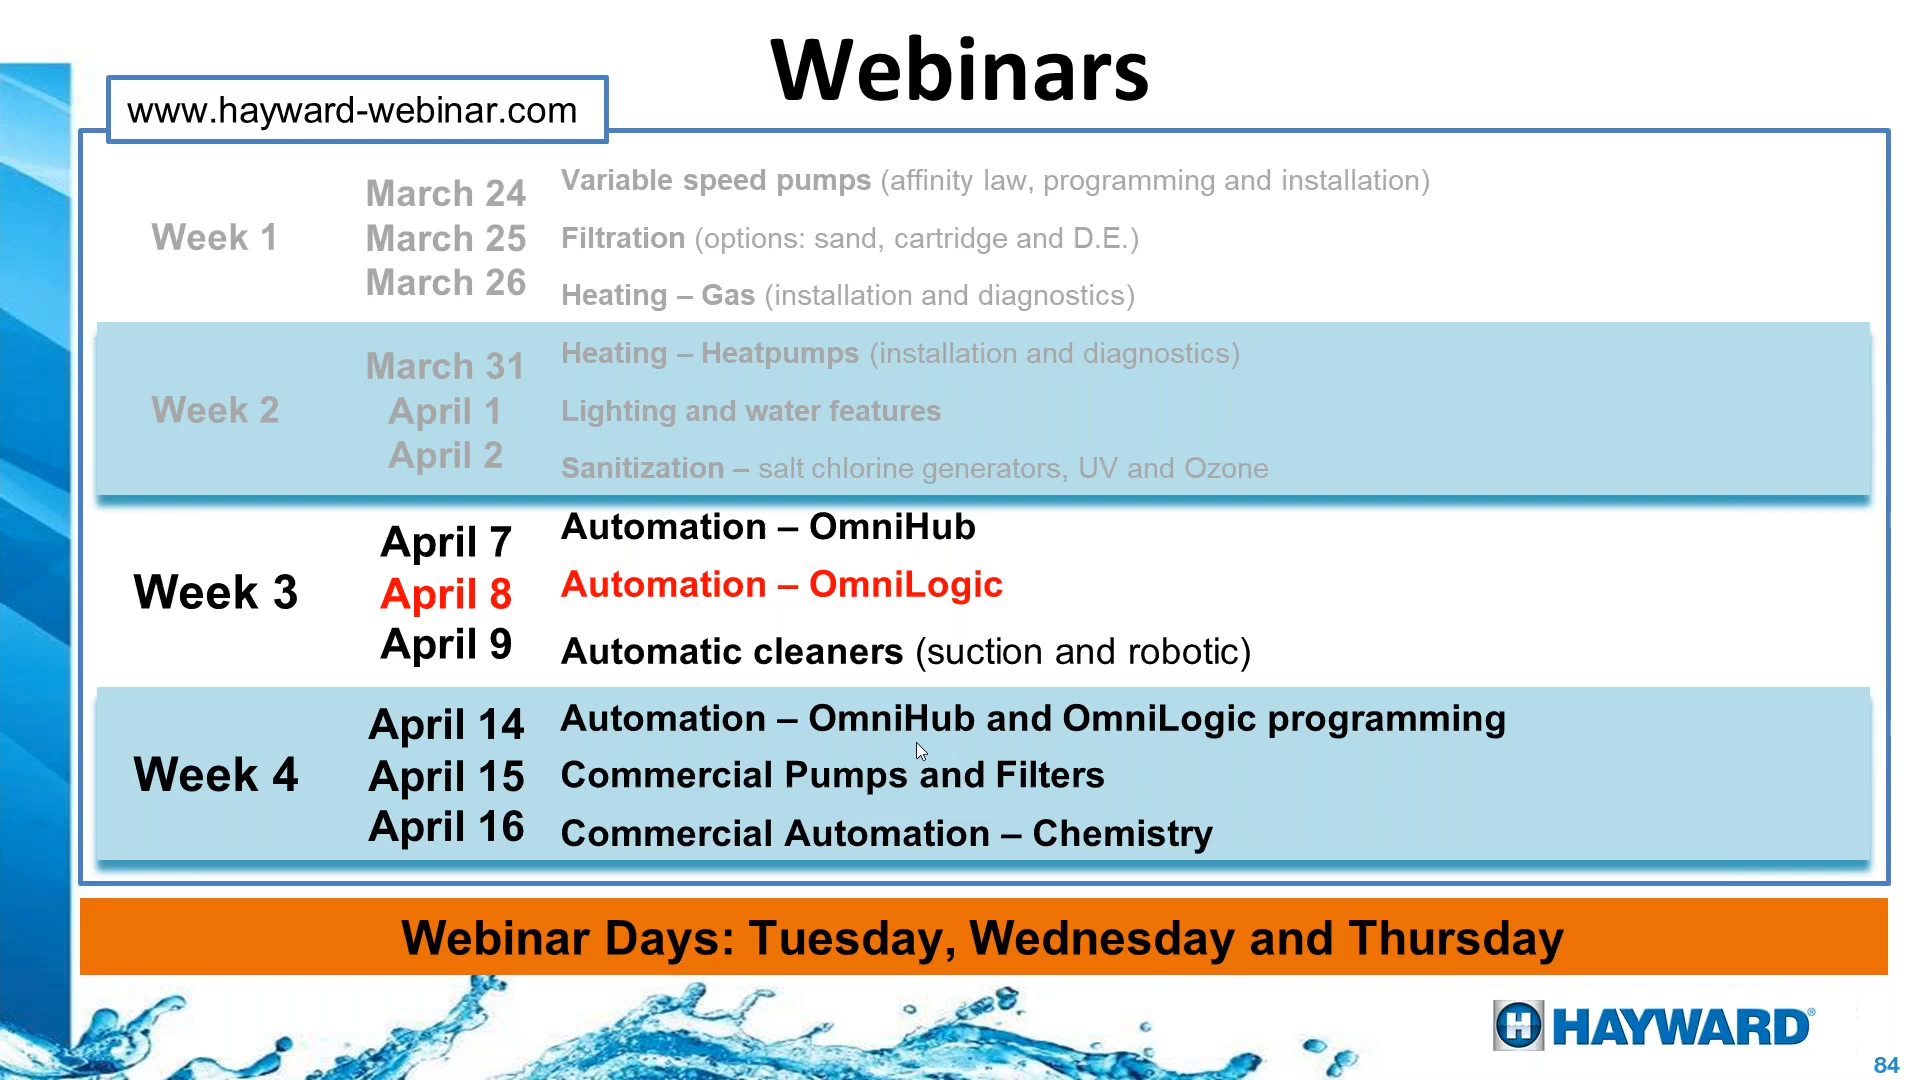 Webinars
www.hayward-webinar.com
Week 1
March 24
Variable speed pumps (affinity law, programming and installation)
March 25
Filtration (options: sand, cartridge and D.E.)
March 26
Heating – Gas (installation and diagnostics)
Week 2
March 31
Heating – Heatpumps (installation and diagnostics)
April 1
Lighting and water features
April 2
Sanitization – salt chlorine generators, UV and Ozone
Week 3
April 7
Automation – OmniHub
April 8
Automation – OmniLogic
April 9
Automatic cleaners (suction and robotic)
Week 4
April 14
Automation – OmniHub and OmniLogic programming
April 15
Commercial Pumps and Filters
April 16
Commercial Automation – Chemistry
Webinar Days: Tuesday, Wednesday and Thursday
H HAYWARD®
84